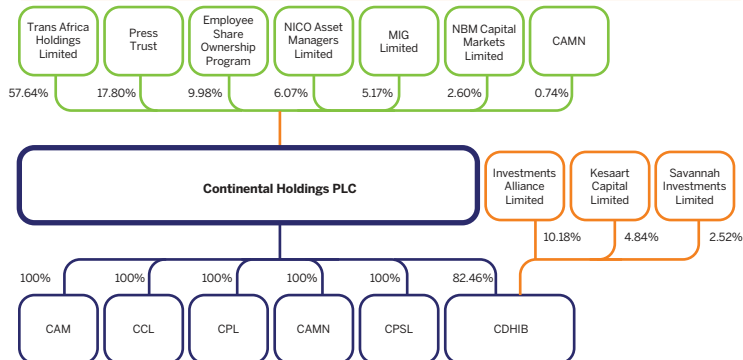 Trans Africa
Holdings
Limited
Press
Trust
Employee
Share
Ownership
Program
NICO Asset
Managers
Limited
MIG
Limited
NBM Capital
Markets
Limited
CAMN
57.64%
17.80%
9.98%
6.07%
5.17%
2.60%
0.74%
Continental Holdings PLC
Investments
Alliance
Limited
Kesaart
Capital
Limited
Savannah
Investments
Limited
10.18%
4.84%
2.52%
100%
100%
100%
100%
100%
82.46%
CAM
CCL
CPL
CAMN
CPSL
CDHIB